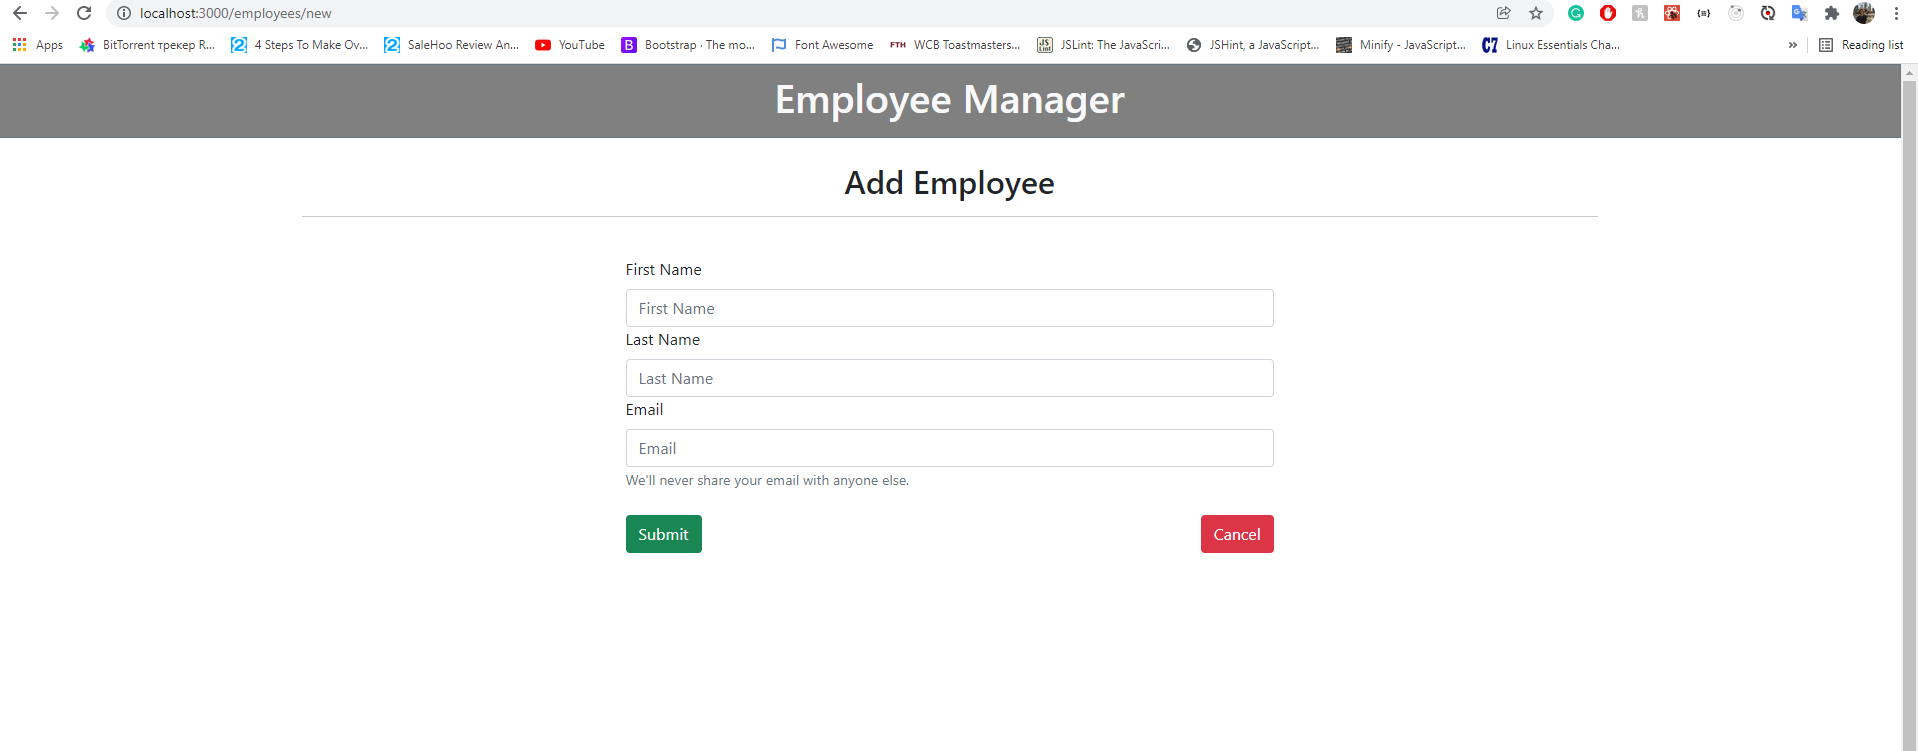 localhost:3000/employees/new
Apps BitTorrent трекер R... 4 Steps To Make Ov... SaleHoo Review An... YouTube Bootstrap · The mo... Font Awesome FTH WCB Toastmasters... JS Lint JSLint: The JavaScri... JSHint, a JavaScript... Minify - JavaScript... C7 Linux Essentials Cha... » Reading list
Employee Manager
Add Employee
First Name
First Name
Last Name
Last Name
Email
Email
We'll never share your email with anyone else.
Submit Cancel